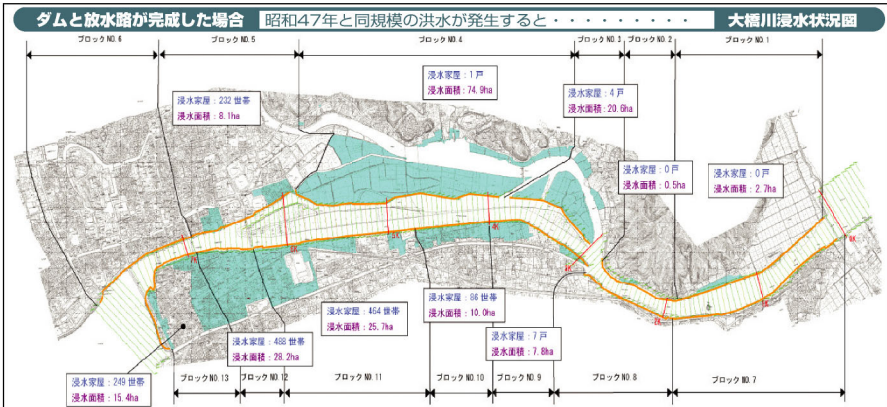 ダムと放水路が完成した場合 昭和47年と同規模の洪水が発生すると・・・・・・・・・ 大橋川浸水状況図
ブロックNO.6 ブロックNO.5 ブロックNO.4 ブロックNO.3 ブロックNO.2 ブロックNO.1
浸水家屋：232世帯
浸水面積：8.1ha
浸水家屋：1戸
浸水面積：74.9ha
浸水家屋：4戸
浸水面積：20.6ha
浸水家屋：0戸
浸水面積：0.5ha
浸水家屋：0戸
浸水面積：2.7ha
浸水家屋：249世帯
浸水面積：15.4ha
浸水家屋：488世帯
浸水面積：28.2ha
浸水家屋：464世帯
浸水面積：25.7ha
浸水家屋：86世帯
浸水面積：10.0ha
浸水家屋：7戸
浸水面積：7.8ha
ブロックNO.13 ブロックNO.12 ブロックNO.11 ブロックNO.10 ブロックNO.9 ブロックNO.8 ブロックNO.7